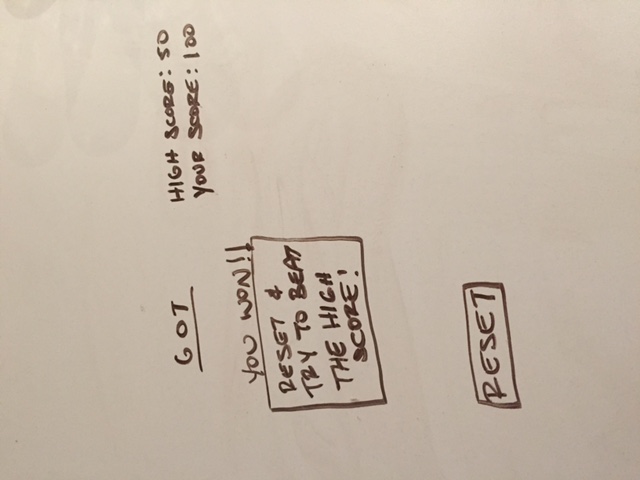 GOT
HIGH SCORE: 50
YOUR SCORE: 100
YOU WON!!
RESET &
TRY TO BEAT
THE HIGH
SCORE!
RESET